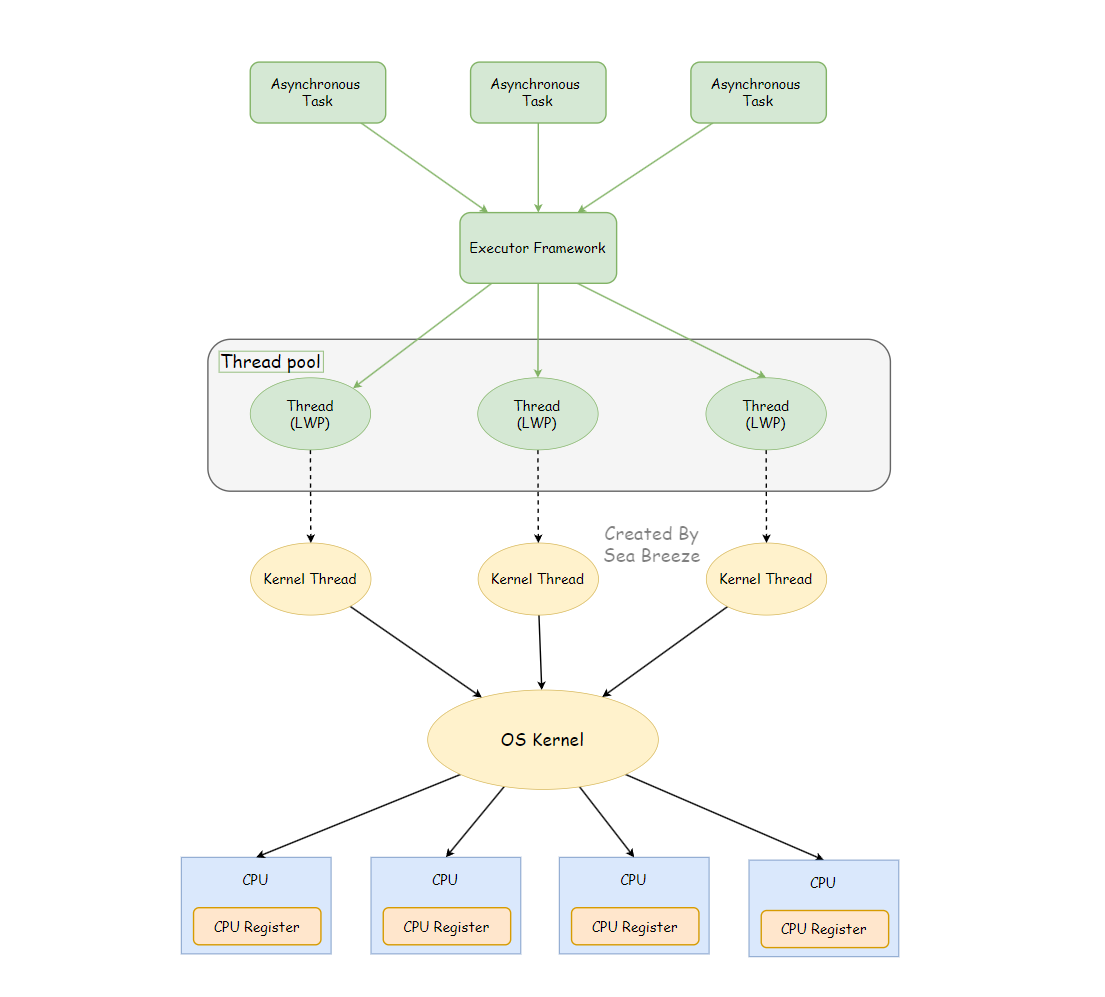 Asynchronous
Task
Asynchronous
Task
Asynchronous
Task
Executor Framework
Thread pool
Thread
(LWP)
Thread
(LWP)
Thread
(LWP)
Created By
Sea Breeze
Kernel Thread
Kernel Thread
Kernel Thread
OS Kernel
CPU
CPU Register
CPU
CPU Register
CPU
CPU Register
CPU
CPU Register